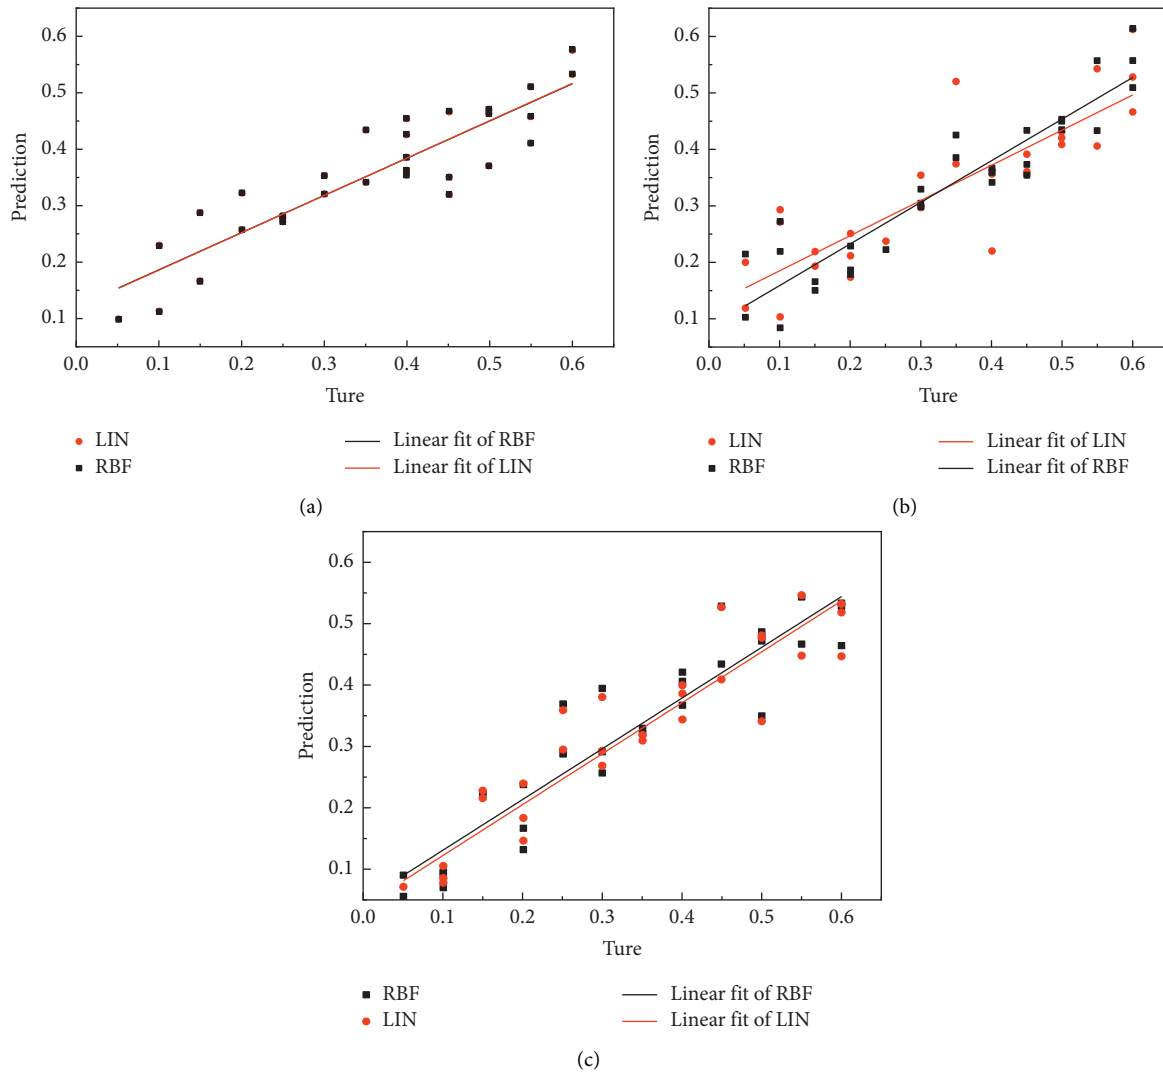 0.6
0.5
0.4
0.3
0.2
0.1
Prediction
0.0 0.1 0.2 0.3 0.4 0.5 0.6
Ture
LIN
RBF
Linear fit of RBF
Linear fit of LIN
(a)
0.6
0.5
0.4
0.3
0.2
0.1
Prediction
0.0 0.1 0.2 0.3 0.4 0.5 0.6
Ture
LIN
RBF
Linear fit of LIN
Linear fit of RBF
(b)
0.6
0.5
0.4
0.3
0.2
0.1
Prediction
0.0 0.1 0.2 0.3 0.4 0.5 0.6
Ture
RBF
LIN
Linear fit of RBF
Linear fit of LIN
(c)